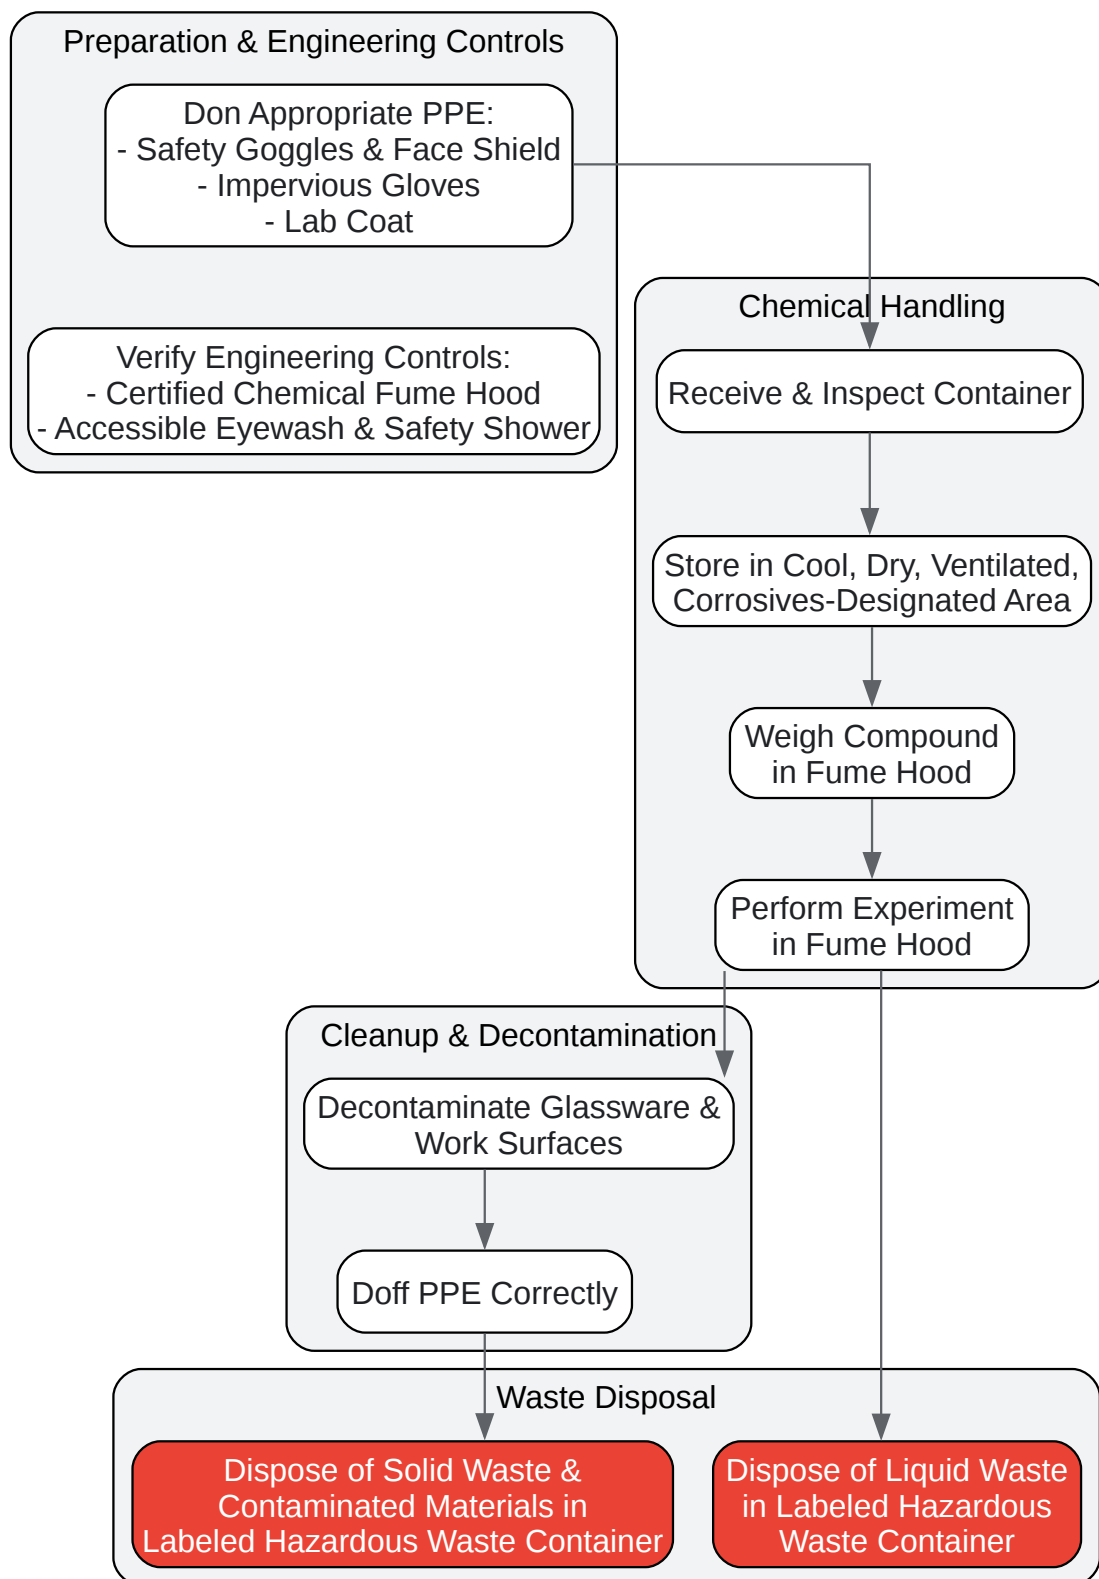 Preparation & Engineering Controls
Don Appropriate PPE:
- Safety Goggles & Face Shield
- Impervious Gloves
- Lab Coat
Verify Engineering Controls:
- Certified Chemical Fume Hood
- Accessible Eyewash & Safety Shower
Chemical Handling
Receive & Inspect Container
Store in Cool, Dry, Ventilated,
Corrosives-Designated Area
Weigh Compound
in Fume Hood
Perform Experiment
in Fume Hood
Cleanup & Decontamination
Decontaminate Glassware &
Work Surfaces
Doff PPE Correctly
Waste Disposal
Dispose of Solid Waste &
Contaminated Materials in
Labeled Hazardous Waste Container
Dispose of Liquid Waste
in Labeled Hazardous
Waste Container